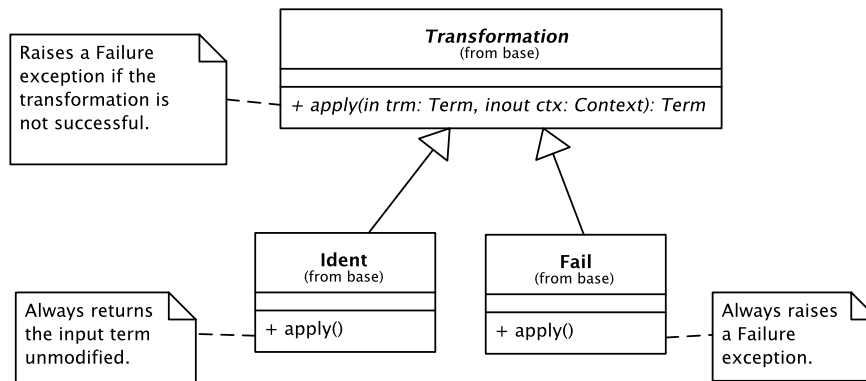 Transformation
(from base)
Raises a Failure
exception if the
transformation is
not successful.
+ apply(in trm: Term, inout ctx: Context): Term
Ident
(from base)
+ apply()
Fail
(from base)
+ apply()
Always returns
the input term
unmodified.
Always raises
a Failure
exception.